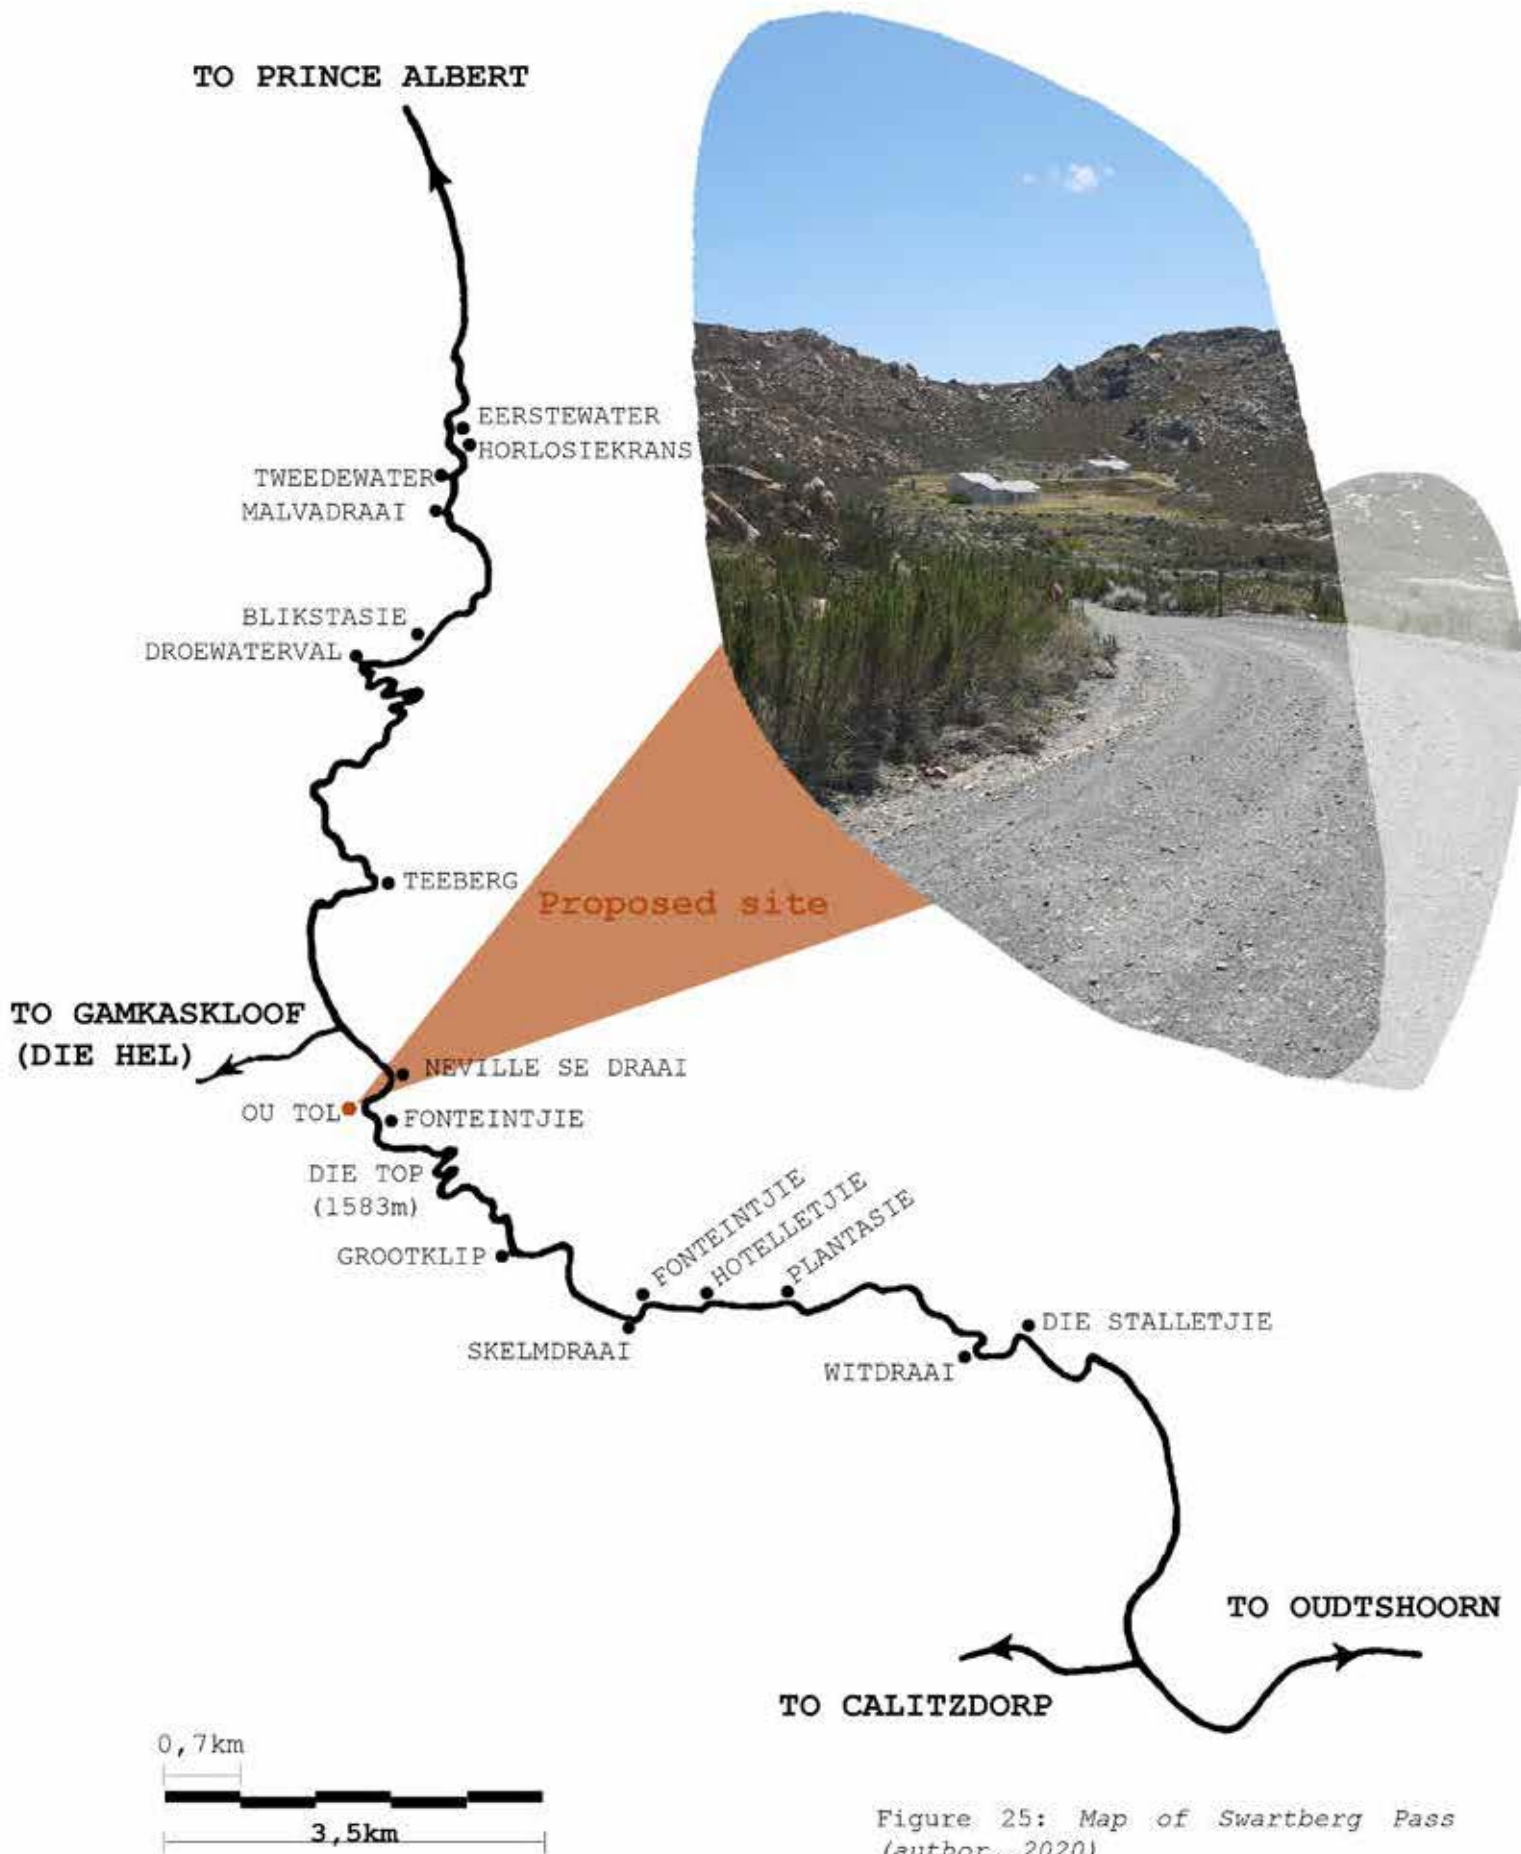 TO PRINCE ALBERT
EERSTEWATER
HORLOSIEKRANS
TWEEDEWATER
MALVADRAAI
BLIKSTASIE
DROEWATERVAL
TEEBERG
Proposed site
TO GAMKASKLOOF
(DIE HEL)
NEVILLE SE DRAAI
OU TOL
FONTEINTJIE
DIE TOP
(1583m)
GROOTKLIP
FONTEINTJIE
HOTELLETJIE
PLANTASIE
SKELMDRAAI
DIE STALLETJIE
WITDRAAI
TO OUDTSHOORN
TO CALITZDORP
0,7km
3,5km
Figure 25: Map of Swartberg Pass
(author, 2020)